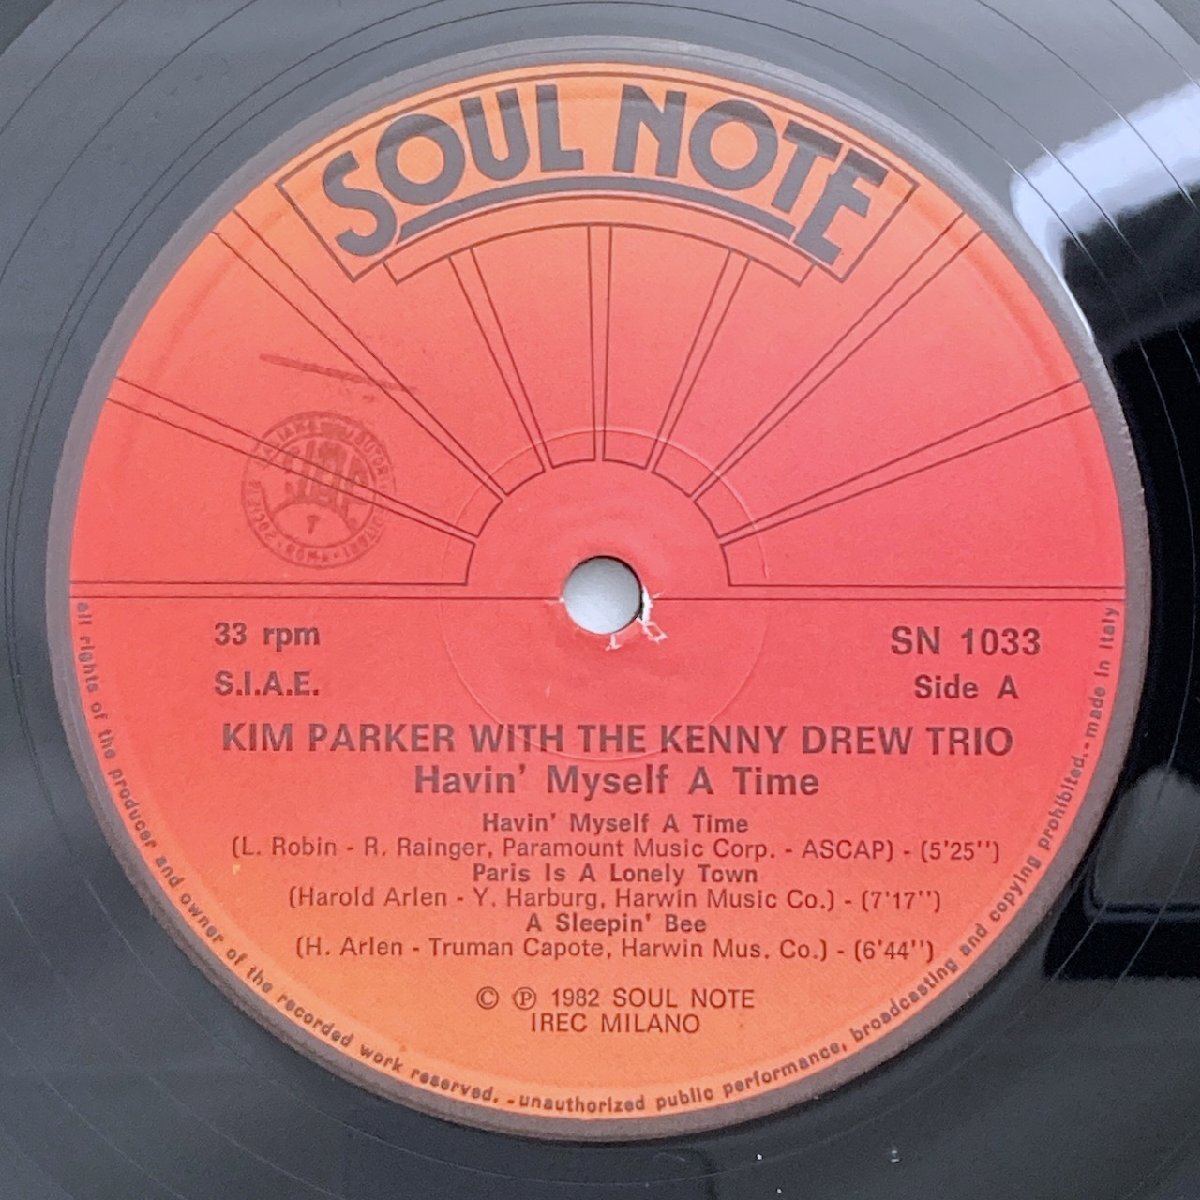 SOUL NOTE
33 rpm
SN 1033
S.I.A.E.
Side A
KIM PARKER WITH THE KENNY DREW TRIO
Havin' Myself A Time
Havin' Myself A Time
(L. Robin - R. Rainger, Paramount Music Corp. - ASCAP) - (5'25'')
Paris Is A Lonely Town
(Harold Arlen - Y. Harburg, Harwin Music Co.) - (7'17'')
A Sleepin' Bee
(H. Arlen - Truman Capote, Harwin Mus. Co.) - (6'44'')
© ℗ 1982 SOUL NOTE
IREC MILANO
all rights of the producer and owner of the recorded work reserved. - unauthorized public performance, broadcasting and copying prohibited. - made in Italy